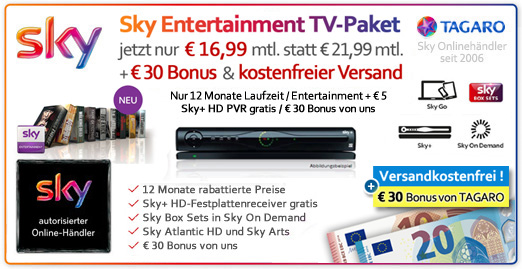 sky
Sky Entertainment TV-Paket
jetzt nur € 16,99 mtl. statt € 21,99 mtl.
+ € 30 Bonus & kostenfreier Versand
TAGARO
Sky Onlinehändler
seit 2006
Nur 12 Monate Laufzeit / Entertainment + € 5
Sky+ HD PVR gratis / € 30 Bonus von uns
NEU
sky
ENTERTAINMENT
Sky Go
sky
BOX SETS
Sky+
Sky On Demand
Abbildungsbeispiel
sky
autorisierter
Online-Händler
12 Monate rabattierte Preise
Sky+ HD-Festplattenreceiver gratis
Sky Box Sets in Sky On Demand
Sky Atlantic HD und Sky Arts
€ 30 Bonus von uns
Versandkostenfrei !
+
€ 30 Bonus von TAGARO
10
20